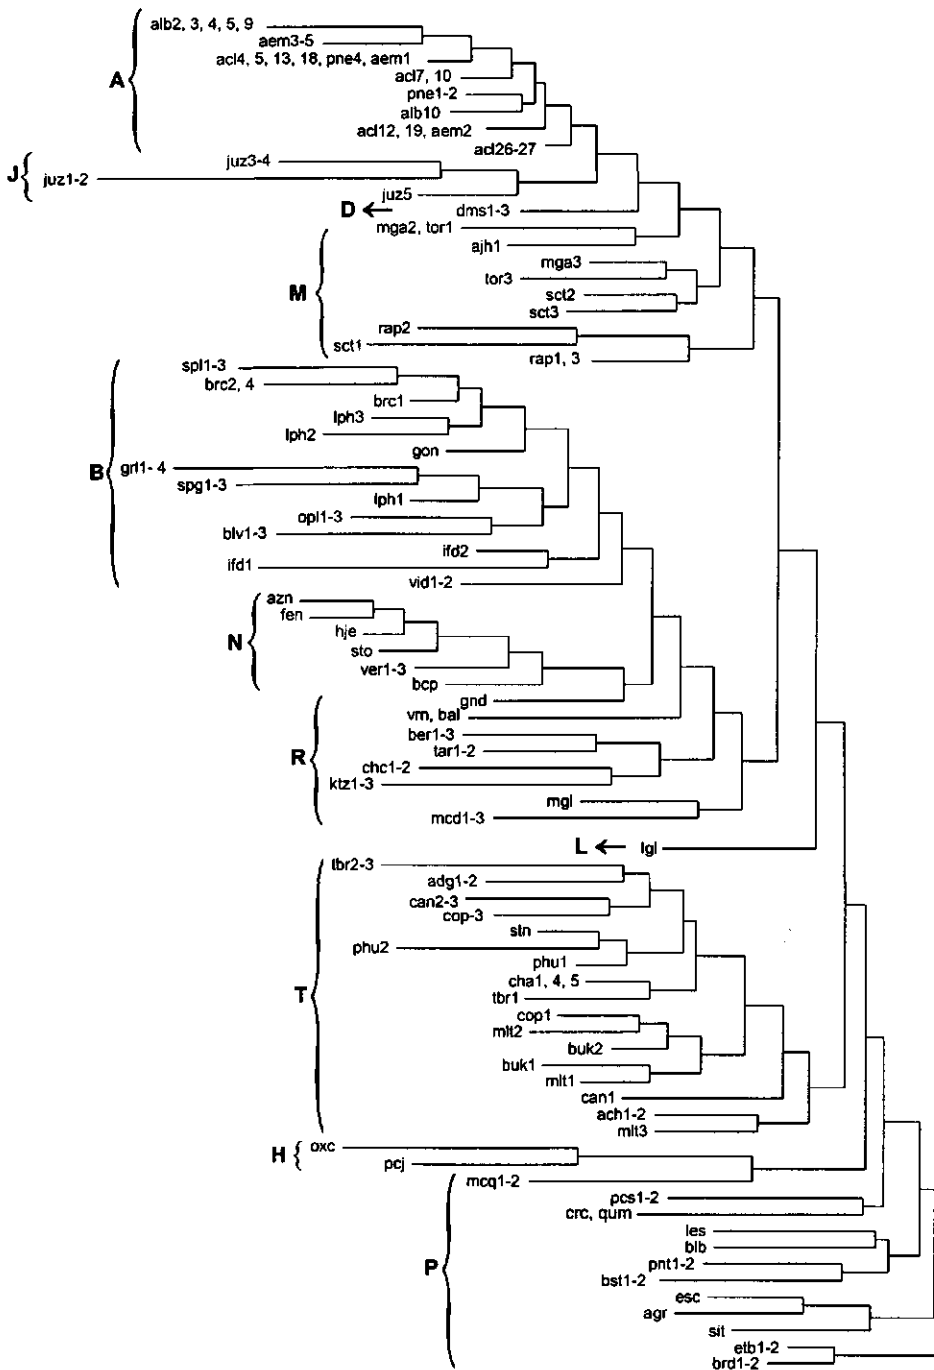 alb2, 3, 4, 5, 9
aem3-5
acl4, 5, 13, 18, pne4, aem1
A
acl7, 10
pne1-2
alb10
acl12, 19, aem2
acl26-27
juz3-4
J
juz1-2
juz5
D ← dms1-3
mga2, tor1
ajh1
mga3
tor3
M
sct2
sct3
rap2
sct1
rap1, 3
spl1-3
brc2, 4
brc1
lph3
lph2
gon
B
grl1- 4
spg1-3
lph1
opl1-3
blv1-3
ifd2
ifd1
vid1-2
azn
fen
N
hje
sto
ver1-3
bcp
gnd
vrn, bal
ber1-3
R
tar1-2
chc1-2
ktz1-3
mgl
mcd1-3
L ← lgl
tbr2-3
adg1-2
can2-3
cop-3
stn
phu2
phu1
cha1, 4, 5
T
tbr1
cop1
mlt2
buk2
buk1
mlt1
can1
ach1-2
mlt3
H
oxc
pcj
mcq1-2
pcs1-2
crc, qum
les
blb
P
pnt1-2
bst1-2
esc
agr
sit
etb1-2
brd1-2